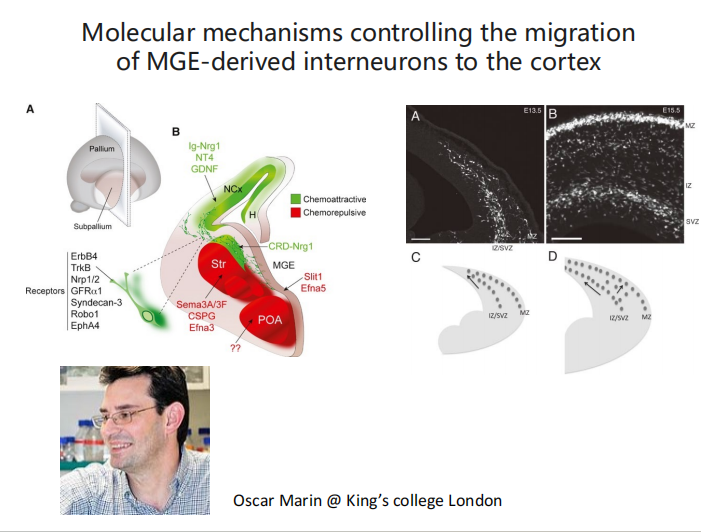 Molecular mechanisms controlling the migration
of MGE-derived interneurons to the cortex
A
Pallium
Subpallium
Receptors
ErbB4
TrkB
Nrp1/2
GFRα1
Syndecan-3
Robo1
EphA4
B
Ig-Nrg1
NT4
GDNF
NCx
H
Chemoattractive
Chemorepulsive
CRD-Nrg1
Str
MGE
Slit1
Efna5
Sema3A/3F
CSPG
Efna3
POA
??
A
E13.5
MZ
IZ/SVZ
B
E15.5
MZ
IZ
SVZ
C
IZ/SVZ
MZ
D
IZ/SVZ
MZ
Oscar Marin @ King's college London